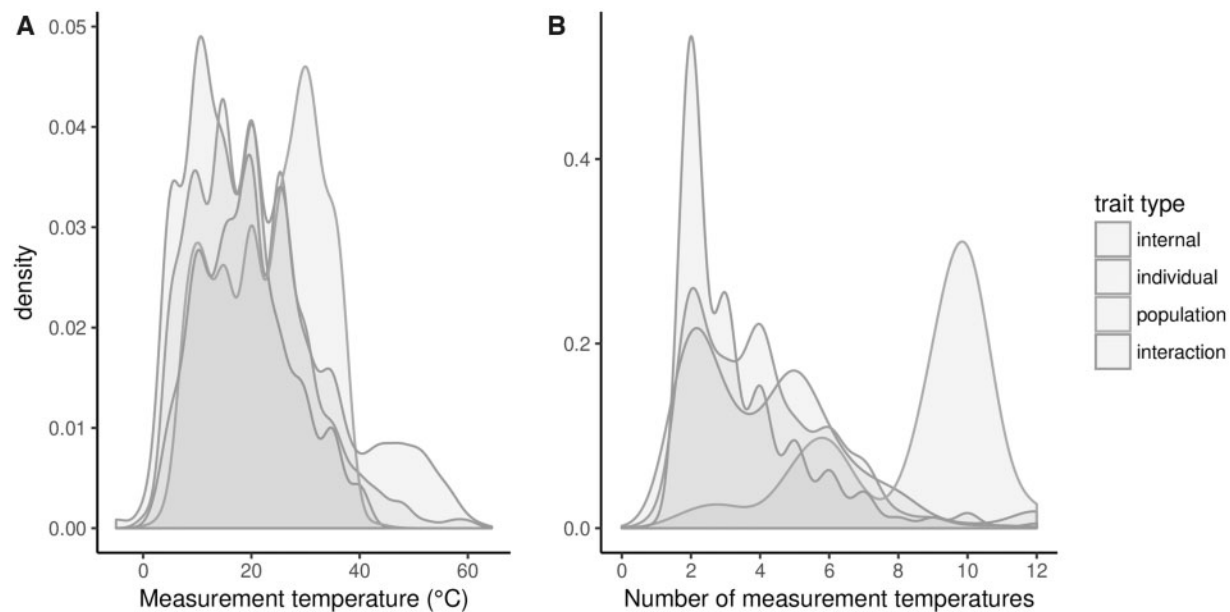 A
B
0.05
0.04
0.03
0.02
0.01
0.00
density
0
20
40
60
Measurement temperature (°C)
0.4
0.2
0.0
0
2
4
6
8
10
12
Number of measurement temperatures
trait type
internal
individual
population
interaction